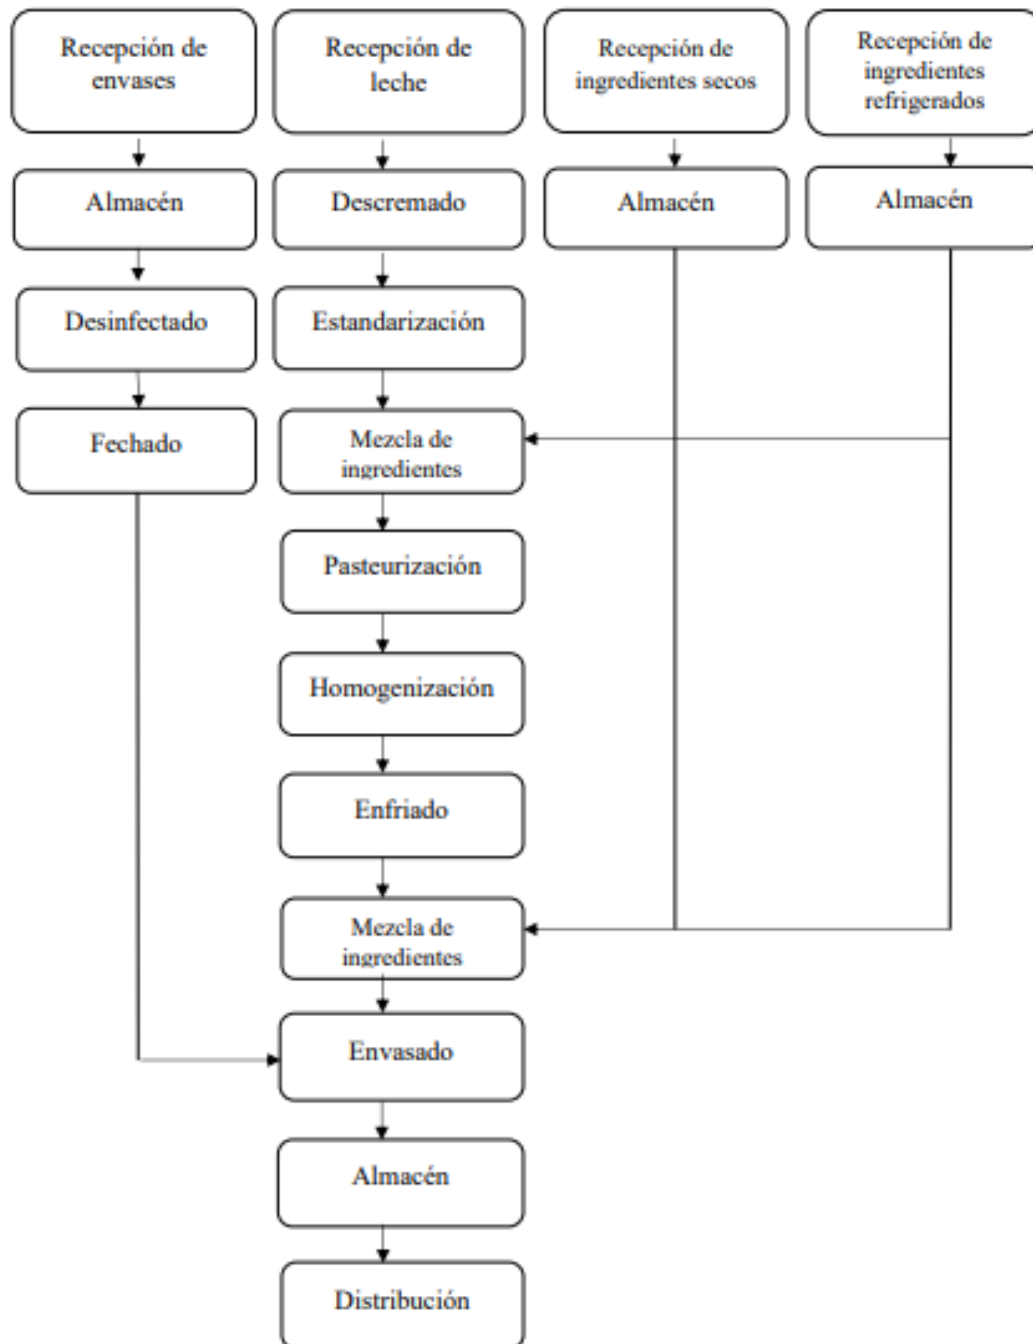 Recepción de
envases
Recepción de
leche
Recepción de
ingredientes secos
Recepción de
ingredientes
refrigerados
Almacén
Descremado
Almacén
Almacén
Desinfectado
Estandarización
Fechado
Mezcla de
ingredientes
Pasteurización
Homogenización
Enfriado
Mezcla de
ingredientes
Envasado
Almacén
Distribución